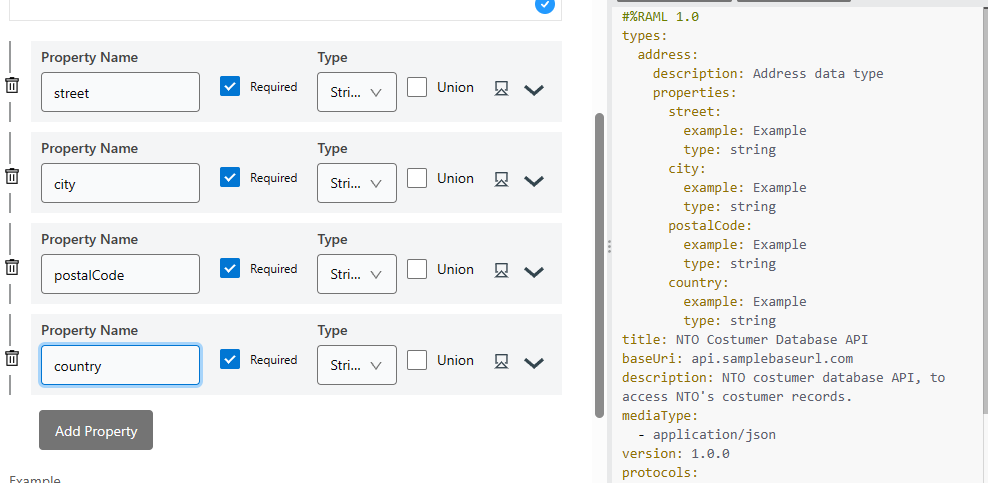 Property Name
Type
street
Required
Stri...
Union
Property Name
Type
city
Required
Stri...
Union
Property Name
Type
postalCode
Required
Stri...
Union
Property Name
Type
country
Required
Stri...
Union
Add Property
Example
#%RAML 1.0
types:
address:
description: Address data type
properties:
street:
example: Example
type: string
city:
example: Example
type: string
postalCode:
example: Example
type: string
country:
example: Example
type: string
title: NTO Costumer Database API
baseUri: api.samplebaseurl.com
description: NTO costumer database API, to
access NTO's costumer records.
mediaType:
- application/json
version: 1.0.0
protocols: